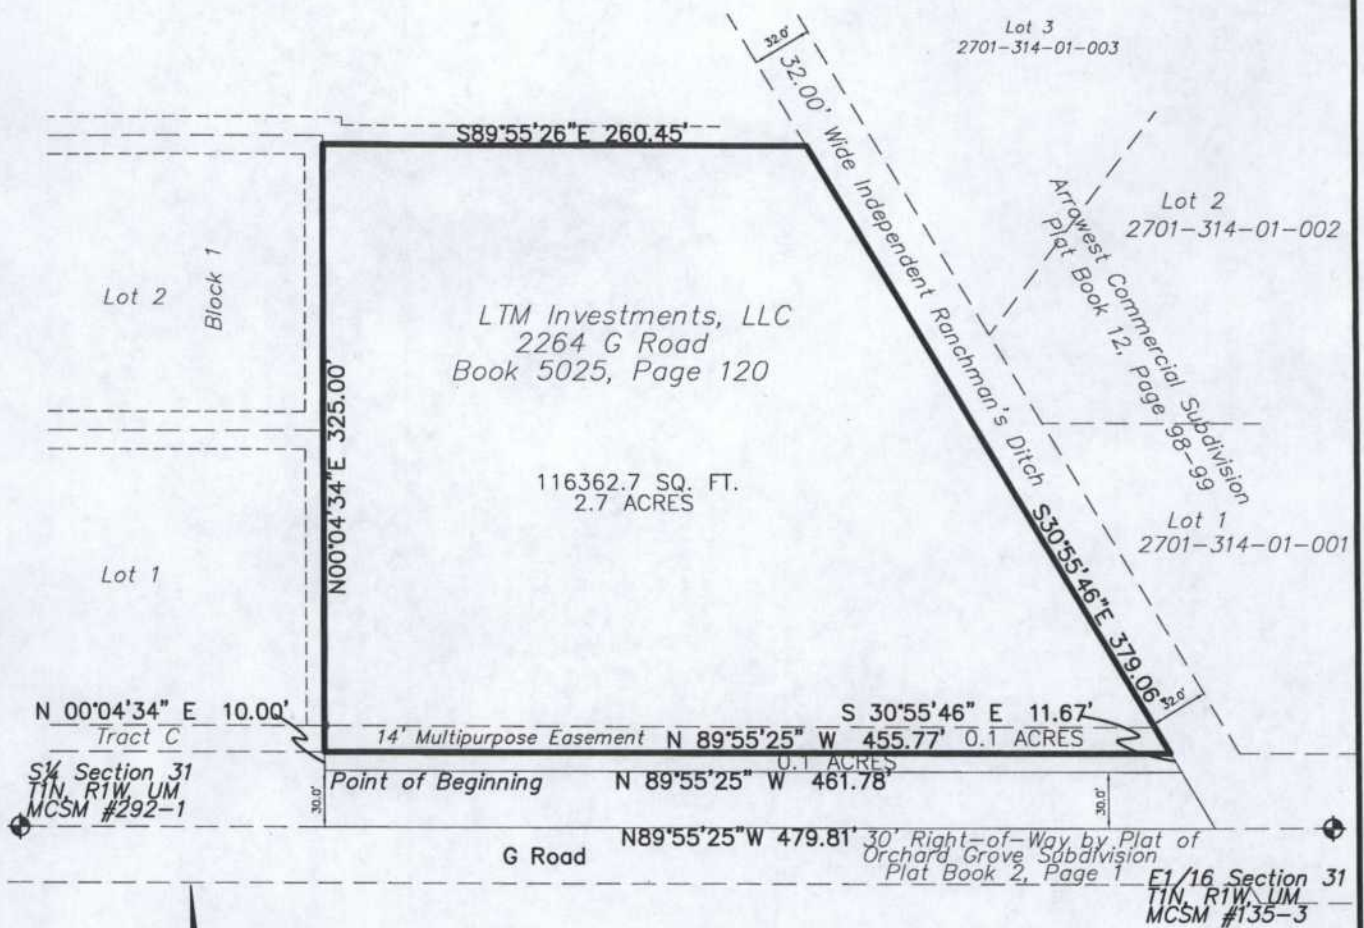 Lot 3
2701-314-01-003
32.0'
32.00' Wide Independent Ranchman's Ditch
S89°55'26"E 260.45'
Lot 2
Block 1
Arrowest Commercial Subdivision
Plat Book 12, Page 98-99
Lot 2
2701-314-01-002
LTM Investments, LLC
2264 G Road
Book 5025, Page 120
N00°04'34"E 325.00'
116362.7 SQ. FT.
2.7 ACRES
S30°55'46"E 379.06'
Lot 1
2701-314-01-001
Lot 1
32.0'
N 00°04'34" E 10.00'
S 30°55'46" E 11.67'
Tract C
14' Multipurpose Easement
N 89°55'25" W 455.77'
0.1 ACRES
0.1 ACRES
S¼ Section 31
T1N, R1W, UM
MCSM #292-1
Point of Beginning
N 89°55'25" W 461.78'
30.0'
30.0'
N89°55'25"W 479.81'
30' Right-of-Way by Plat of
Orchard Grove Subdivision
Plat Book 2, Page 1
G Road
E1/16 Section 31
T1N, R1W, UM
MCSM #135-3